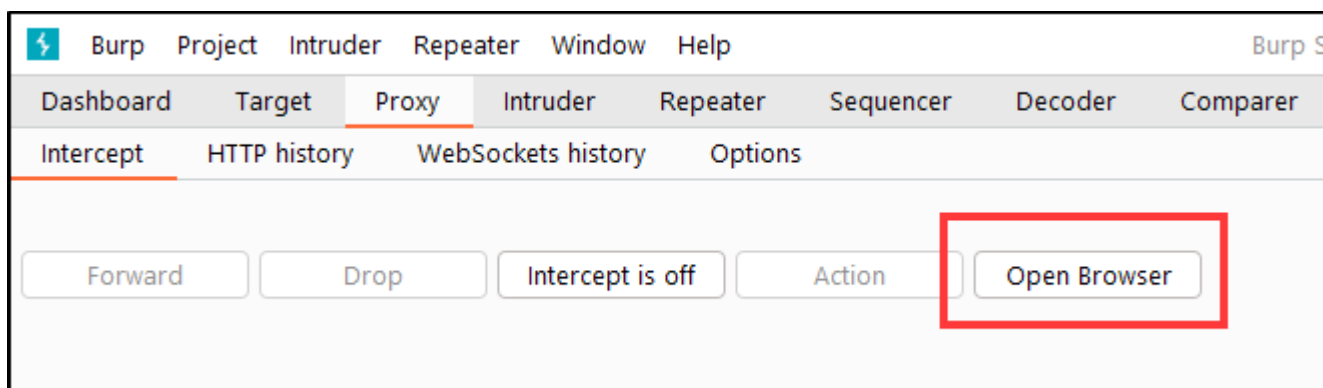 Burp Project Intruder Repeater Window Help Burp S
Dashboard Target Proxy Intruder Repeater Sequencer Decoder Comparer
Intercept HTTP history WebSockets history Options
Forward Drop Intercept is off Action Open Browser